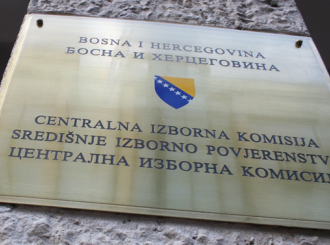 BOSNA I HERCEGOVINA
БОСНА И ХЕРЦЕГОВИНА
CENTRALNA IZBORNA KOMISIJA
SREDIŠNJE IZBORNO POVJERENSTV
ЦЕНТРАЛНА ИЗБОРНА КОМИСИ